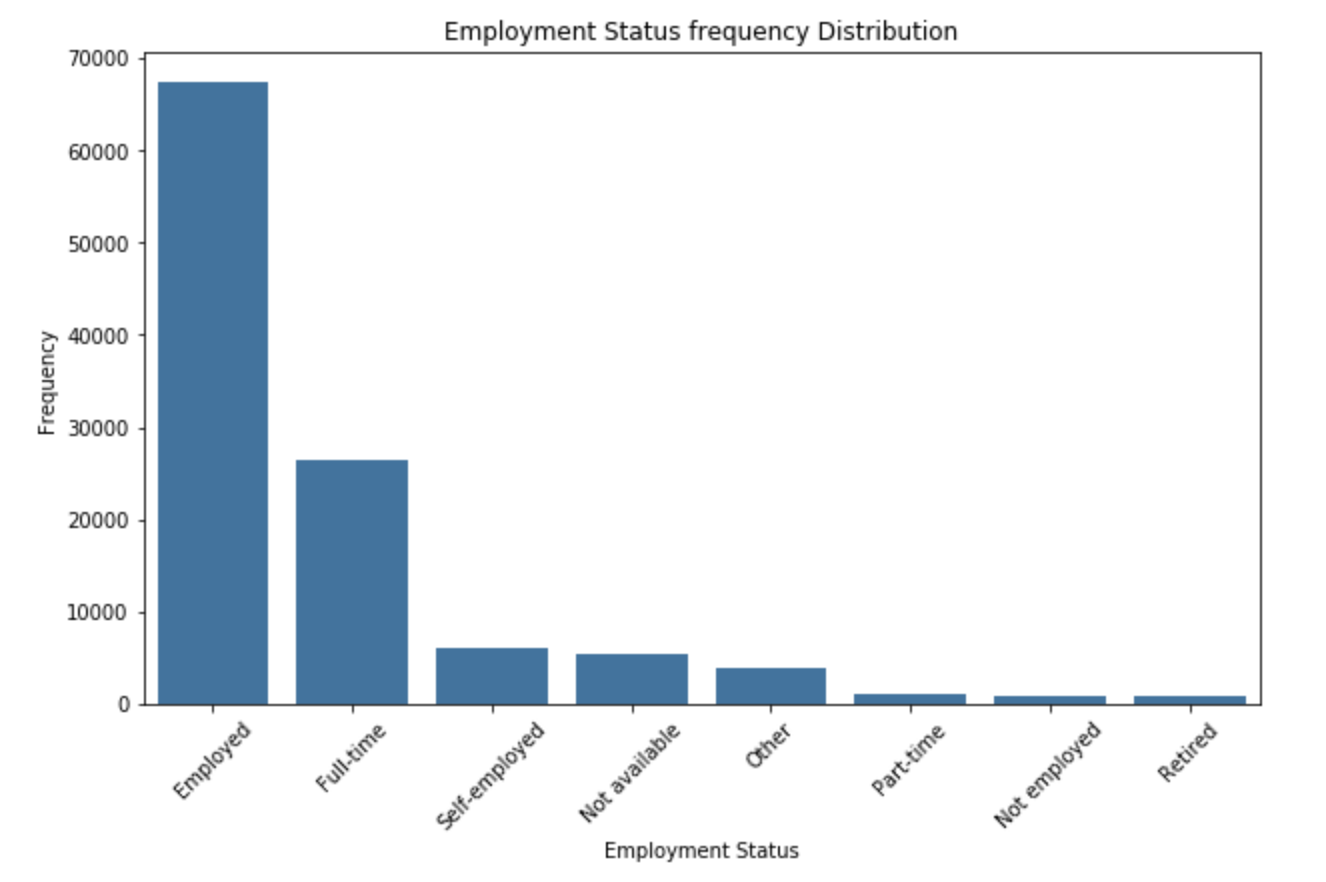 Employment Status frequency Distribution
70000
60000
50000
40000
30000
20000
10000
0
Frequency
Employed
Full-time
Self-employed
Not available
Other
Part-time
Not employed
Retired
Employment Status